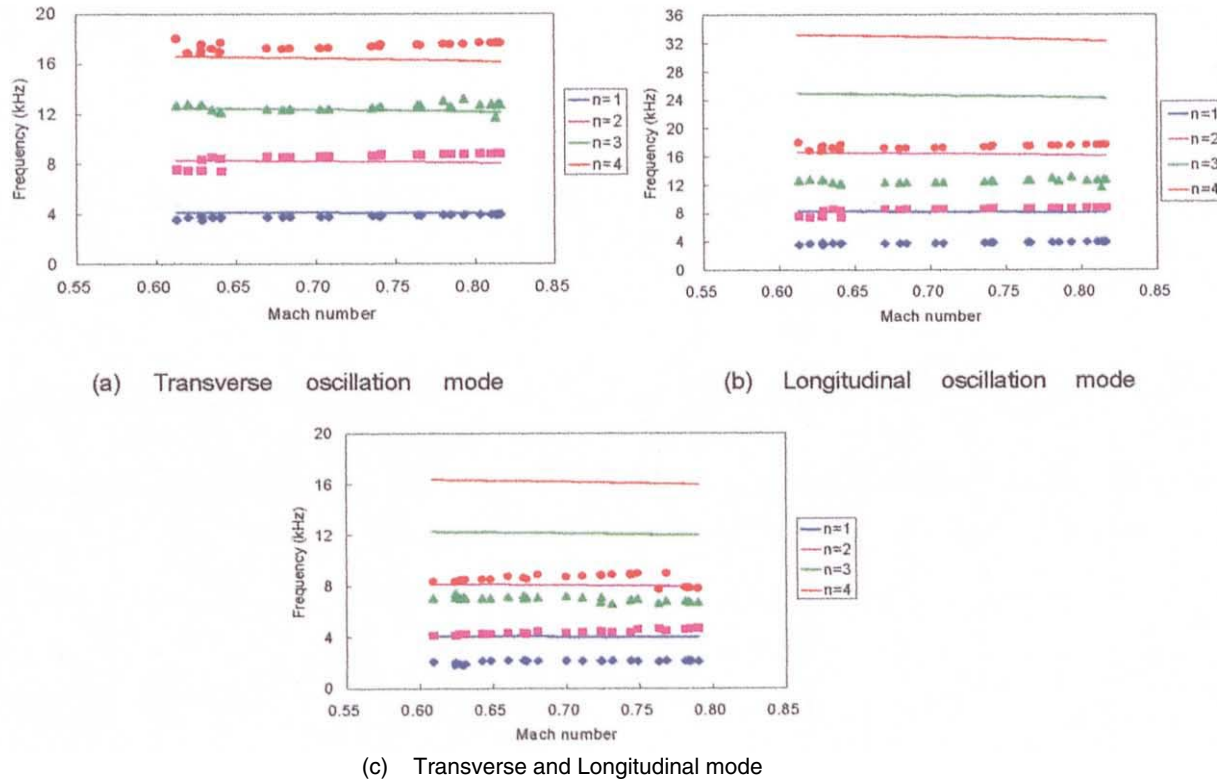 20
16
12
8
4
0
Frequency (kHz)
0.55 0.60 0.65 0.70 0.75 0.80 0.85
Mach number
n=1
n=2
n=3
n=4
(a) Transverse oscillation mode
36
32
28
24
20
16
12
8
4
0
Frequency (kHz)
0.55 0.60 0.65 0.70 0.75 0.80 0.85
Mach number
n=1
n=2
n=3
n=4
(b) Longitudinal oscillation mode
20
16
12
8
4
0
Frequency (kHz)
0.55 0.60 0.65 0.70 0.75 0.80 0.85
Mach number
n=1
n=2
n=3
n=4
(c) Transverse and Longitudinal mode